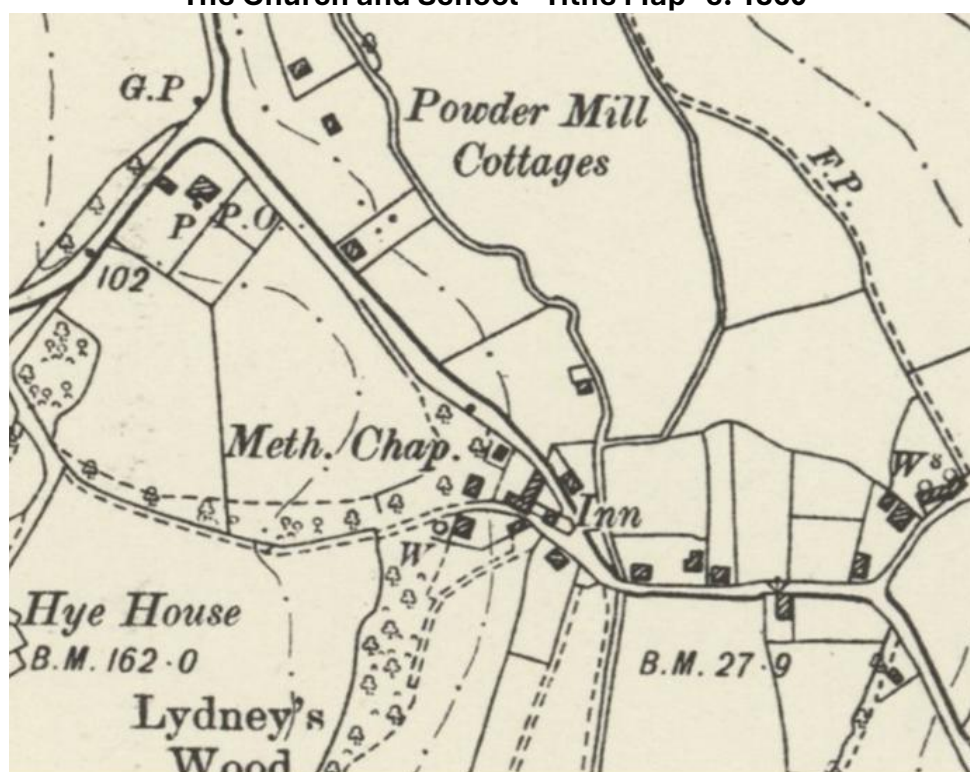 The Church and School - Tithe Map c. 1860
G.P
Powder Mill
Cottages
F.P.
P
P.O.
102
Meth. Chap.
Ws
Inn
W
Hye House
B.M. 162·0
B.M. 27·9
Lydney's
Wood